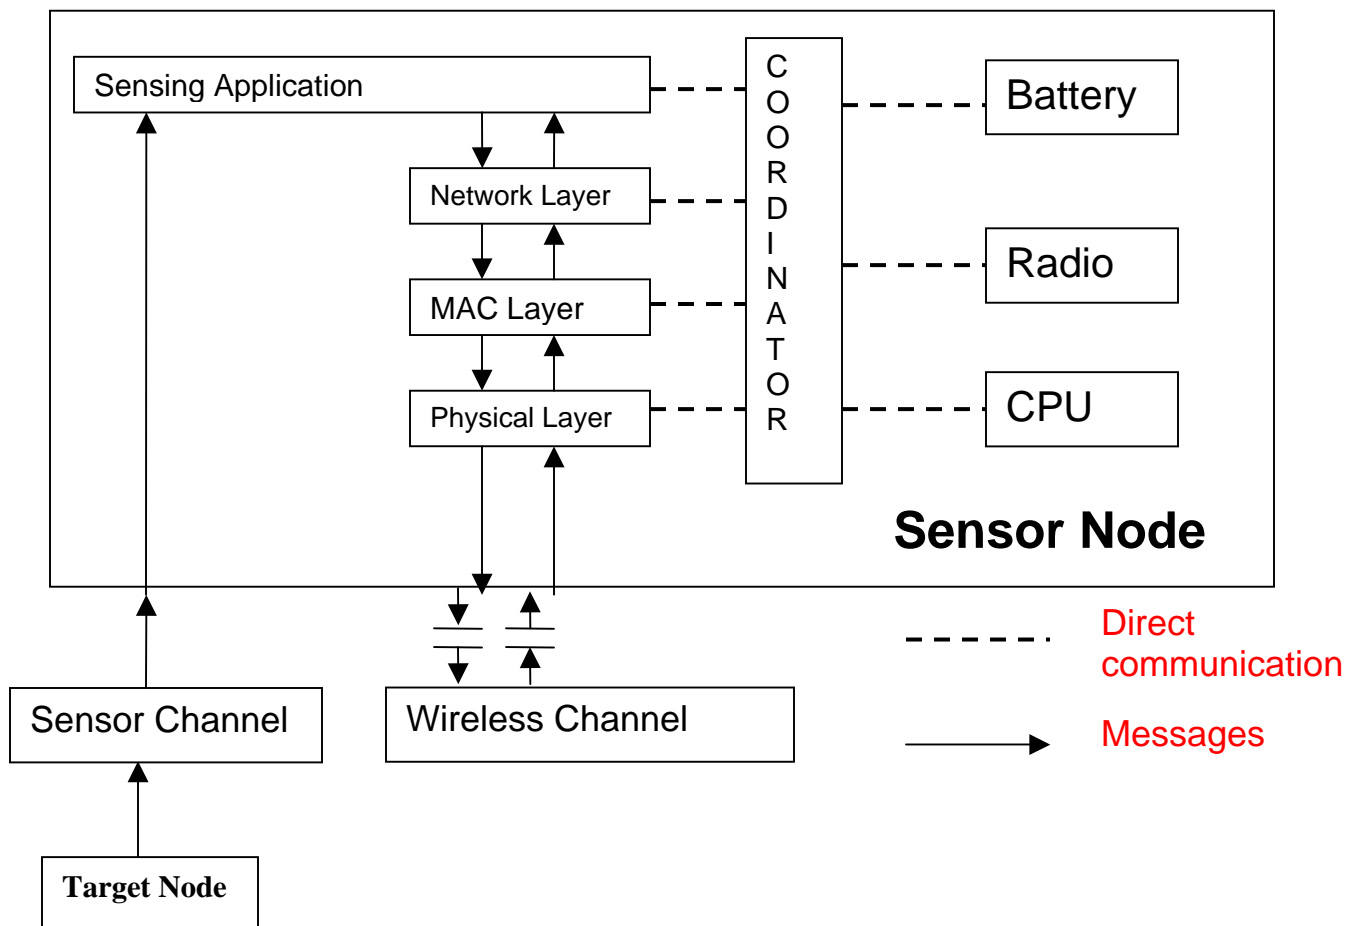 Sensing Application
Network Layer
MAC Layer
Physical Layer
C
O
O
R
D
I
N
A
T
O
R
Battery
Radio
CPU
Sensor Node
Sensor Channel
Wireless Channel
Target Node
Direct
communication
Messages